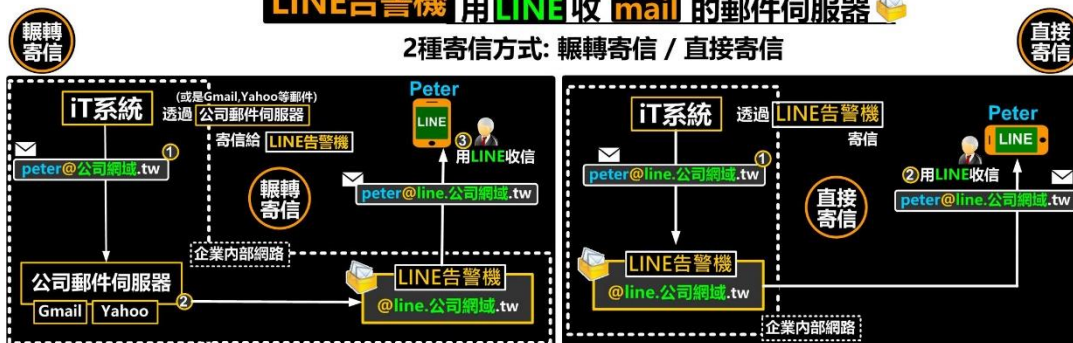 LINE告警機 用LINE收 mail 的郵件伺服器
輾轉
寄信
直接
寄信
2種寄信方式: 輾轉寄信 / 直接寄信
iT系統
(或是Gmail,Yahoo等郵件)
透過 公司郵件伺服器
寄信給 LINE告警機
①
peter@公司網域.tw
Peter
LINE
③
用LINE收信
peter@line.公司網域.tw
輾轉
寄信
企業內部網路
公司郵件伺服器
Gmail Yahoo
②
LINE告警機
@line.公司網域.tw
iT系統
透過 LINE告警機
寄信
①
peter@line.公司網域.tw
Peter
LINE
②用LINE收信
peter@line.公司網域.tw
直接
寄信
LINE告警機
@line.公司網域.tw
企業內部網路